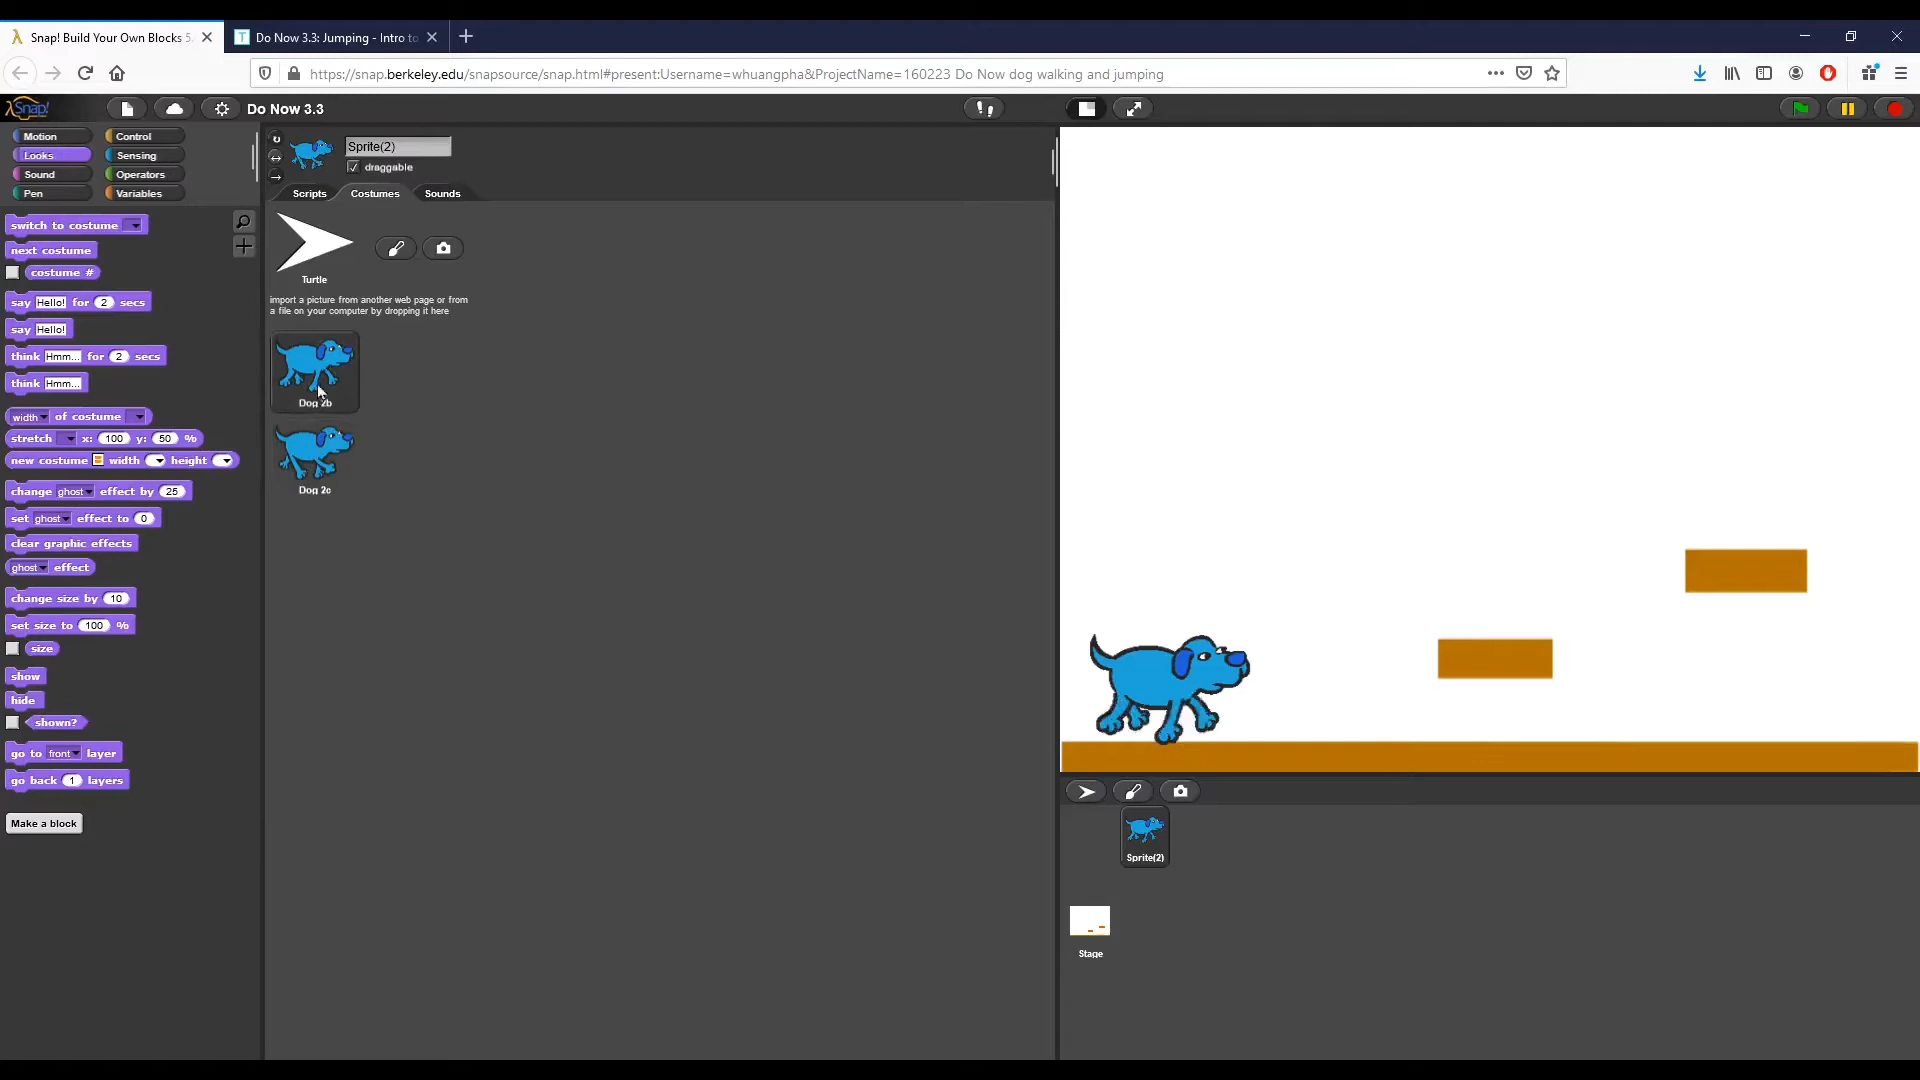 Snap! Build Your Own Blocks 5.
Do Now 3.3: Jumping - Intro to
https://snap.berkeley.edu/snapsource/snap.html#present:Username=whuangpha&ProjectName=160223 Do Now dog walking and jumping
Snap!
Do Now 3.3
Motion
Control
Looks
Sensing
Sound
Operators
Pen
Variables
Sprite(2)
draggable
Scripts
Costumes
Sounds
switch to costume
next costume
costume #
say Hello! for 2 secs
say Hello!
think Hmm... for 2 secs
think Hmm...
width of costume
stretch x: 100 y: 50 %
new costume width height
change ghost effect by 25
set ghost effect to 0
clear graphic effects
ghost effect
change size by 10
set size to 100 %
size
show
hide
shown?
go to front layer
go back 1 layers
Make a block
Turtle
import a picture from another web page or from
a file on your computer by dropping it here
Dog 2b
Dog 2c
Sprite(2)
Stage